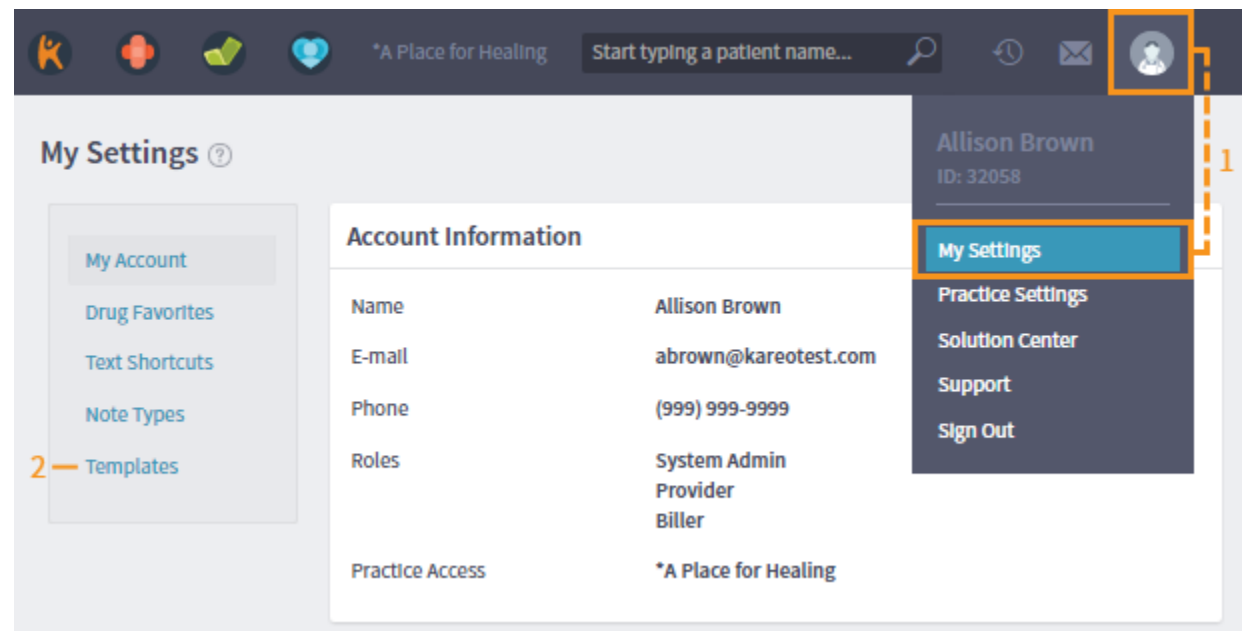 *A Place for Healing
Start typing a patient name...
My Settings ?
Allison Brown
ID: 32058
1
My Settings
Practice Settings
Solution Center
Support
Sign Out
My Account
Drug Favorites
Text Shortcuts
Note Types
2 Templates
Account Information
Name Allison Brown
E-mail abrown@kareotest.com
Phone (999) 999-9999
Roles System Admin
Provider
Biller
Practice Access *A Place for Healing